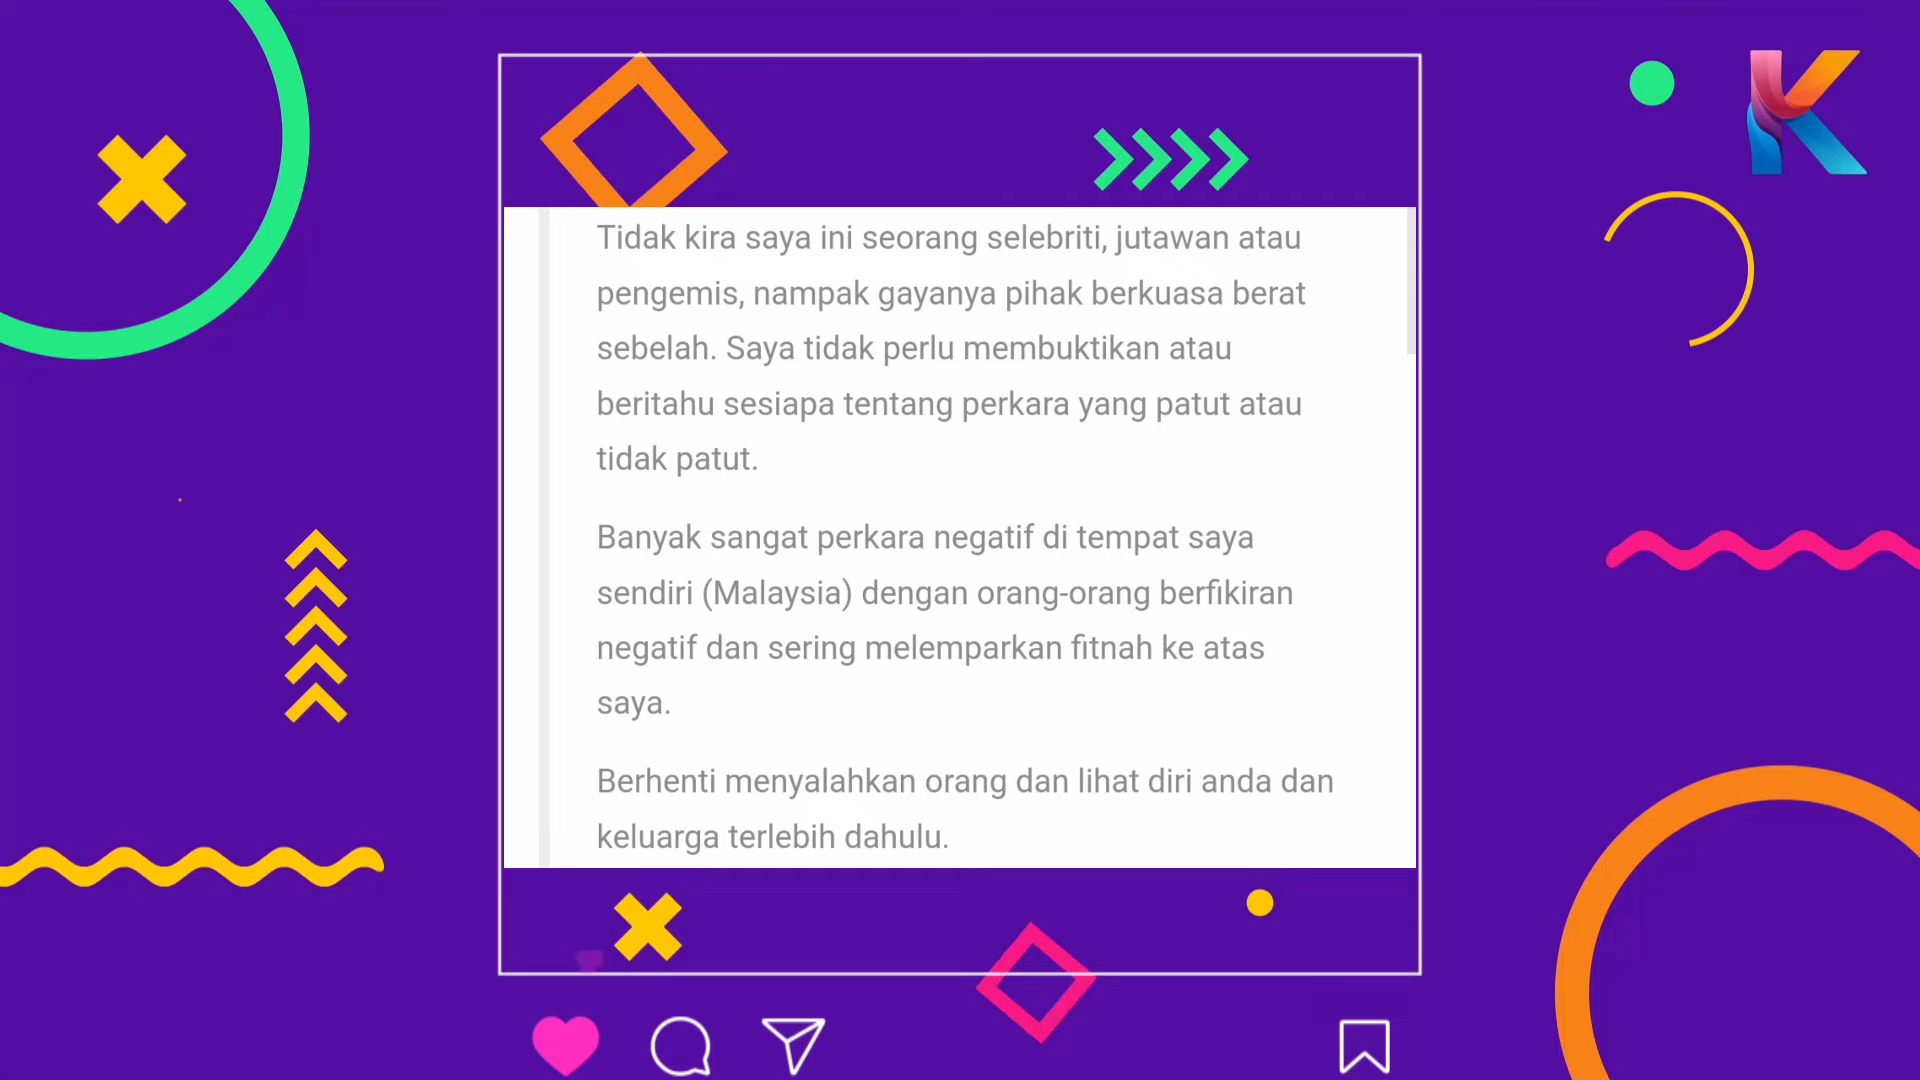 Tidak kira saya ini seorang selebriti, jutawan atau
pengemis, nampak gayanya pihak berkuasa berat
sebelah. Saya tidak perlu membuktikan atau
beritahu sesiapa tentang perkara yang patut atau
tidak patut.
Banyak sangat perkara negatif di tempat saya
sendiri (Malaysia) dengan orang-orang berfikiran
negatif dan sering melemparkan fitnah ke atas
saya.
Berhenti menyalahkan orang dan lihat diri anda dan
keluarga terlebih dahulu.
K